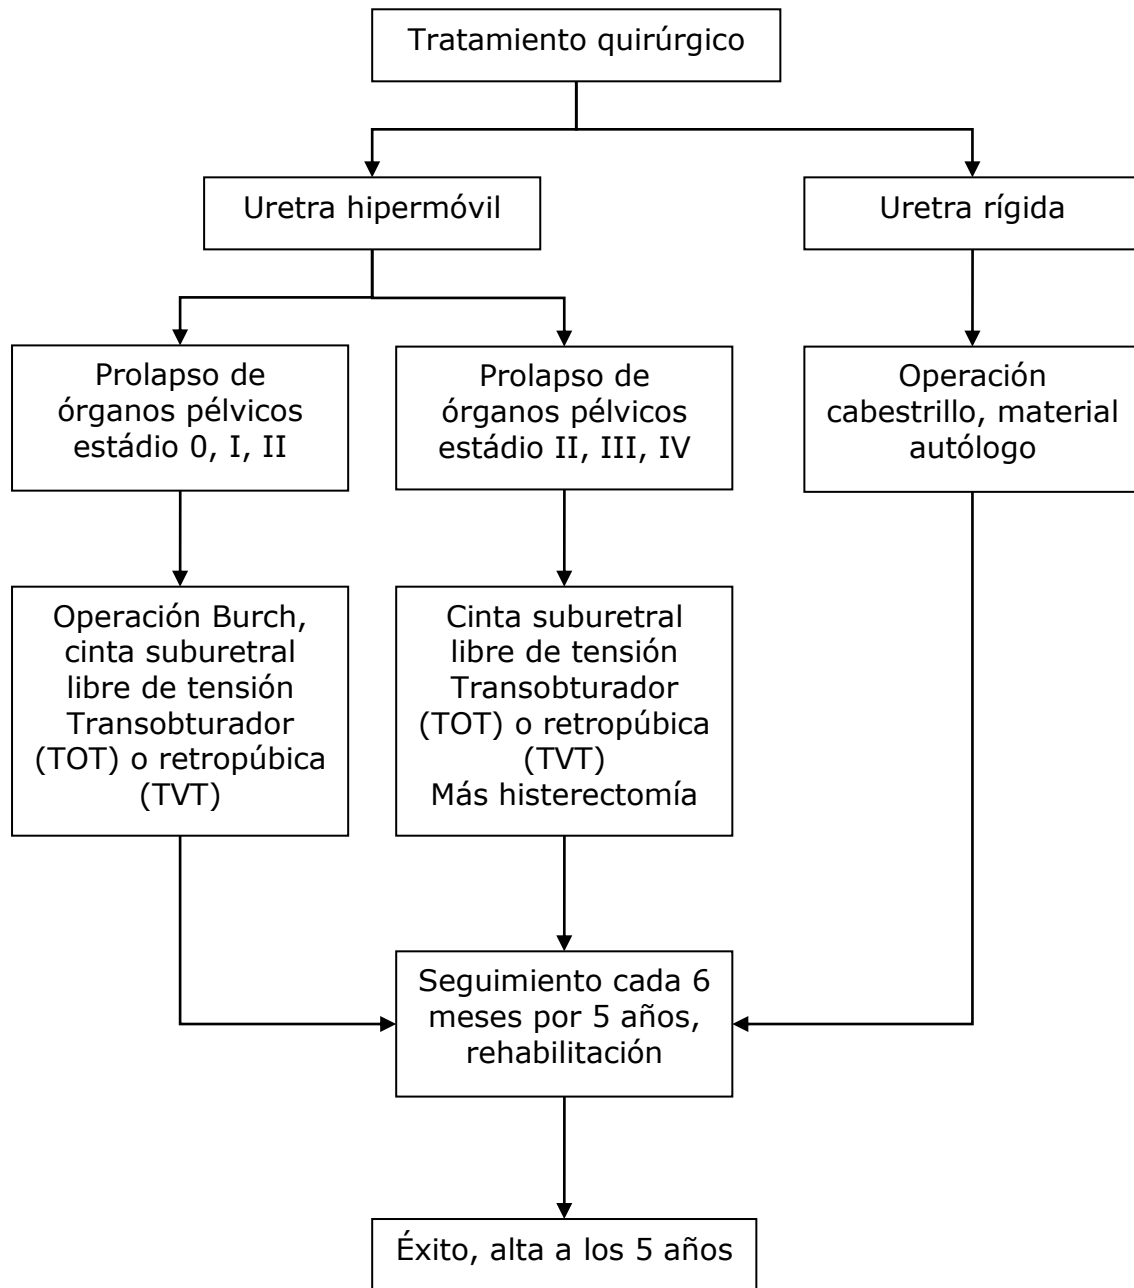 Tratamiento quirúrgico
Uretra hipermóvil
Uretra rígida
Prolapso de
órganos pélvicos
estádio 0, I, II
Prolapso de
órganos pélvicos
estádio II, III, IV
Operación
cabestrillo, material
autólogo
Operación Burch,
cinta suburetral
libre de tensión
Transobturador
(TOT) o retropúbica
(TVT)
Cinta suburetral
libre de tensión
Transobturador
(TOT) o retropúbica
(TVT)
Más histerectomía
Seguimiento cada 6
meses por 5 años,
rehabilitación
Éxito, alta a los 5 años